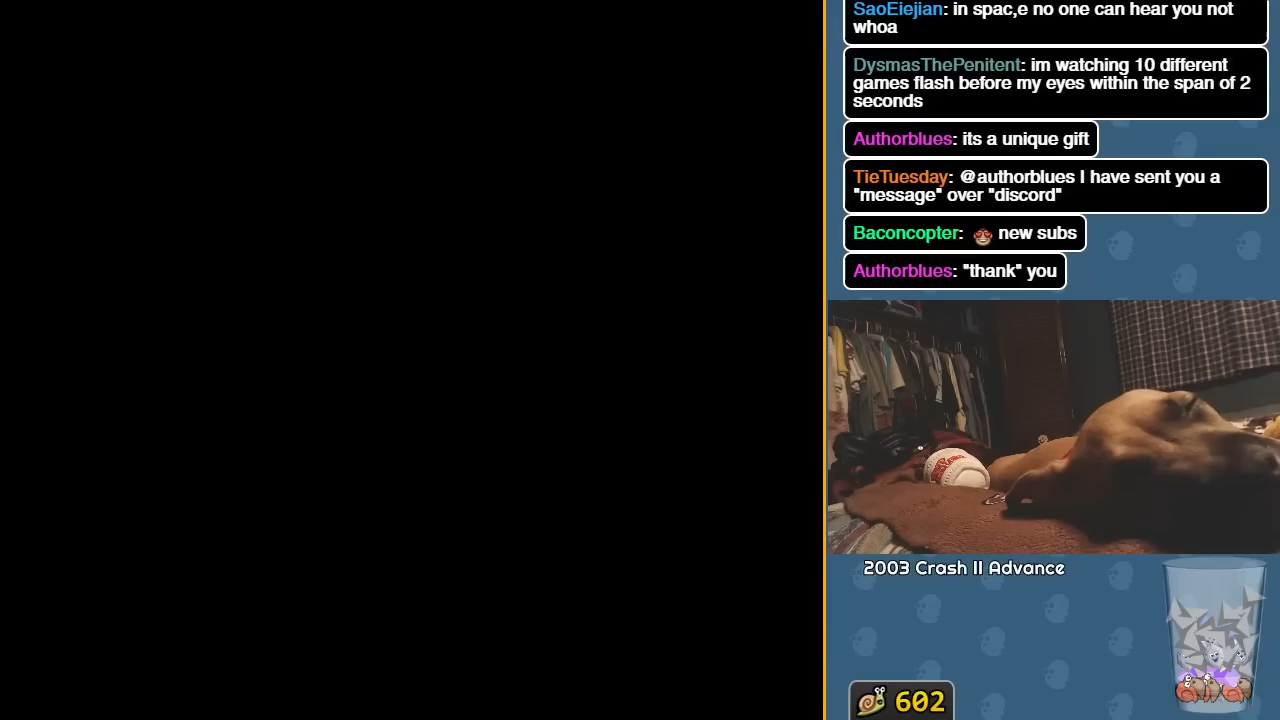 SaoEiejian: in spac,e no one can hear you not
whoa
DysmasThePenitent: im watching 10 different
games flash before my eyes within the span of 2
seconds
Authorblues: its a unique gift
TieTuesday: @authorblues I have sent you a
"message" over "discord"
Baconcopter: new subs
Authorblues: "thank" you
2003 Crash II Advance
602